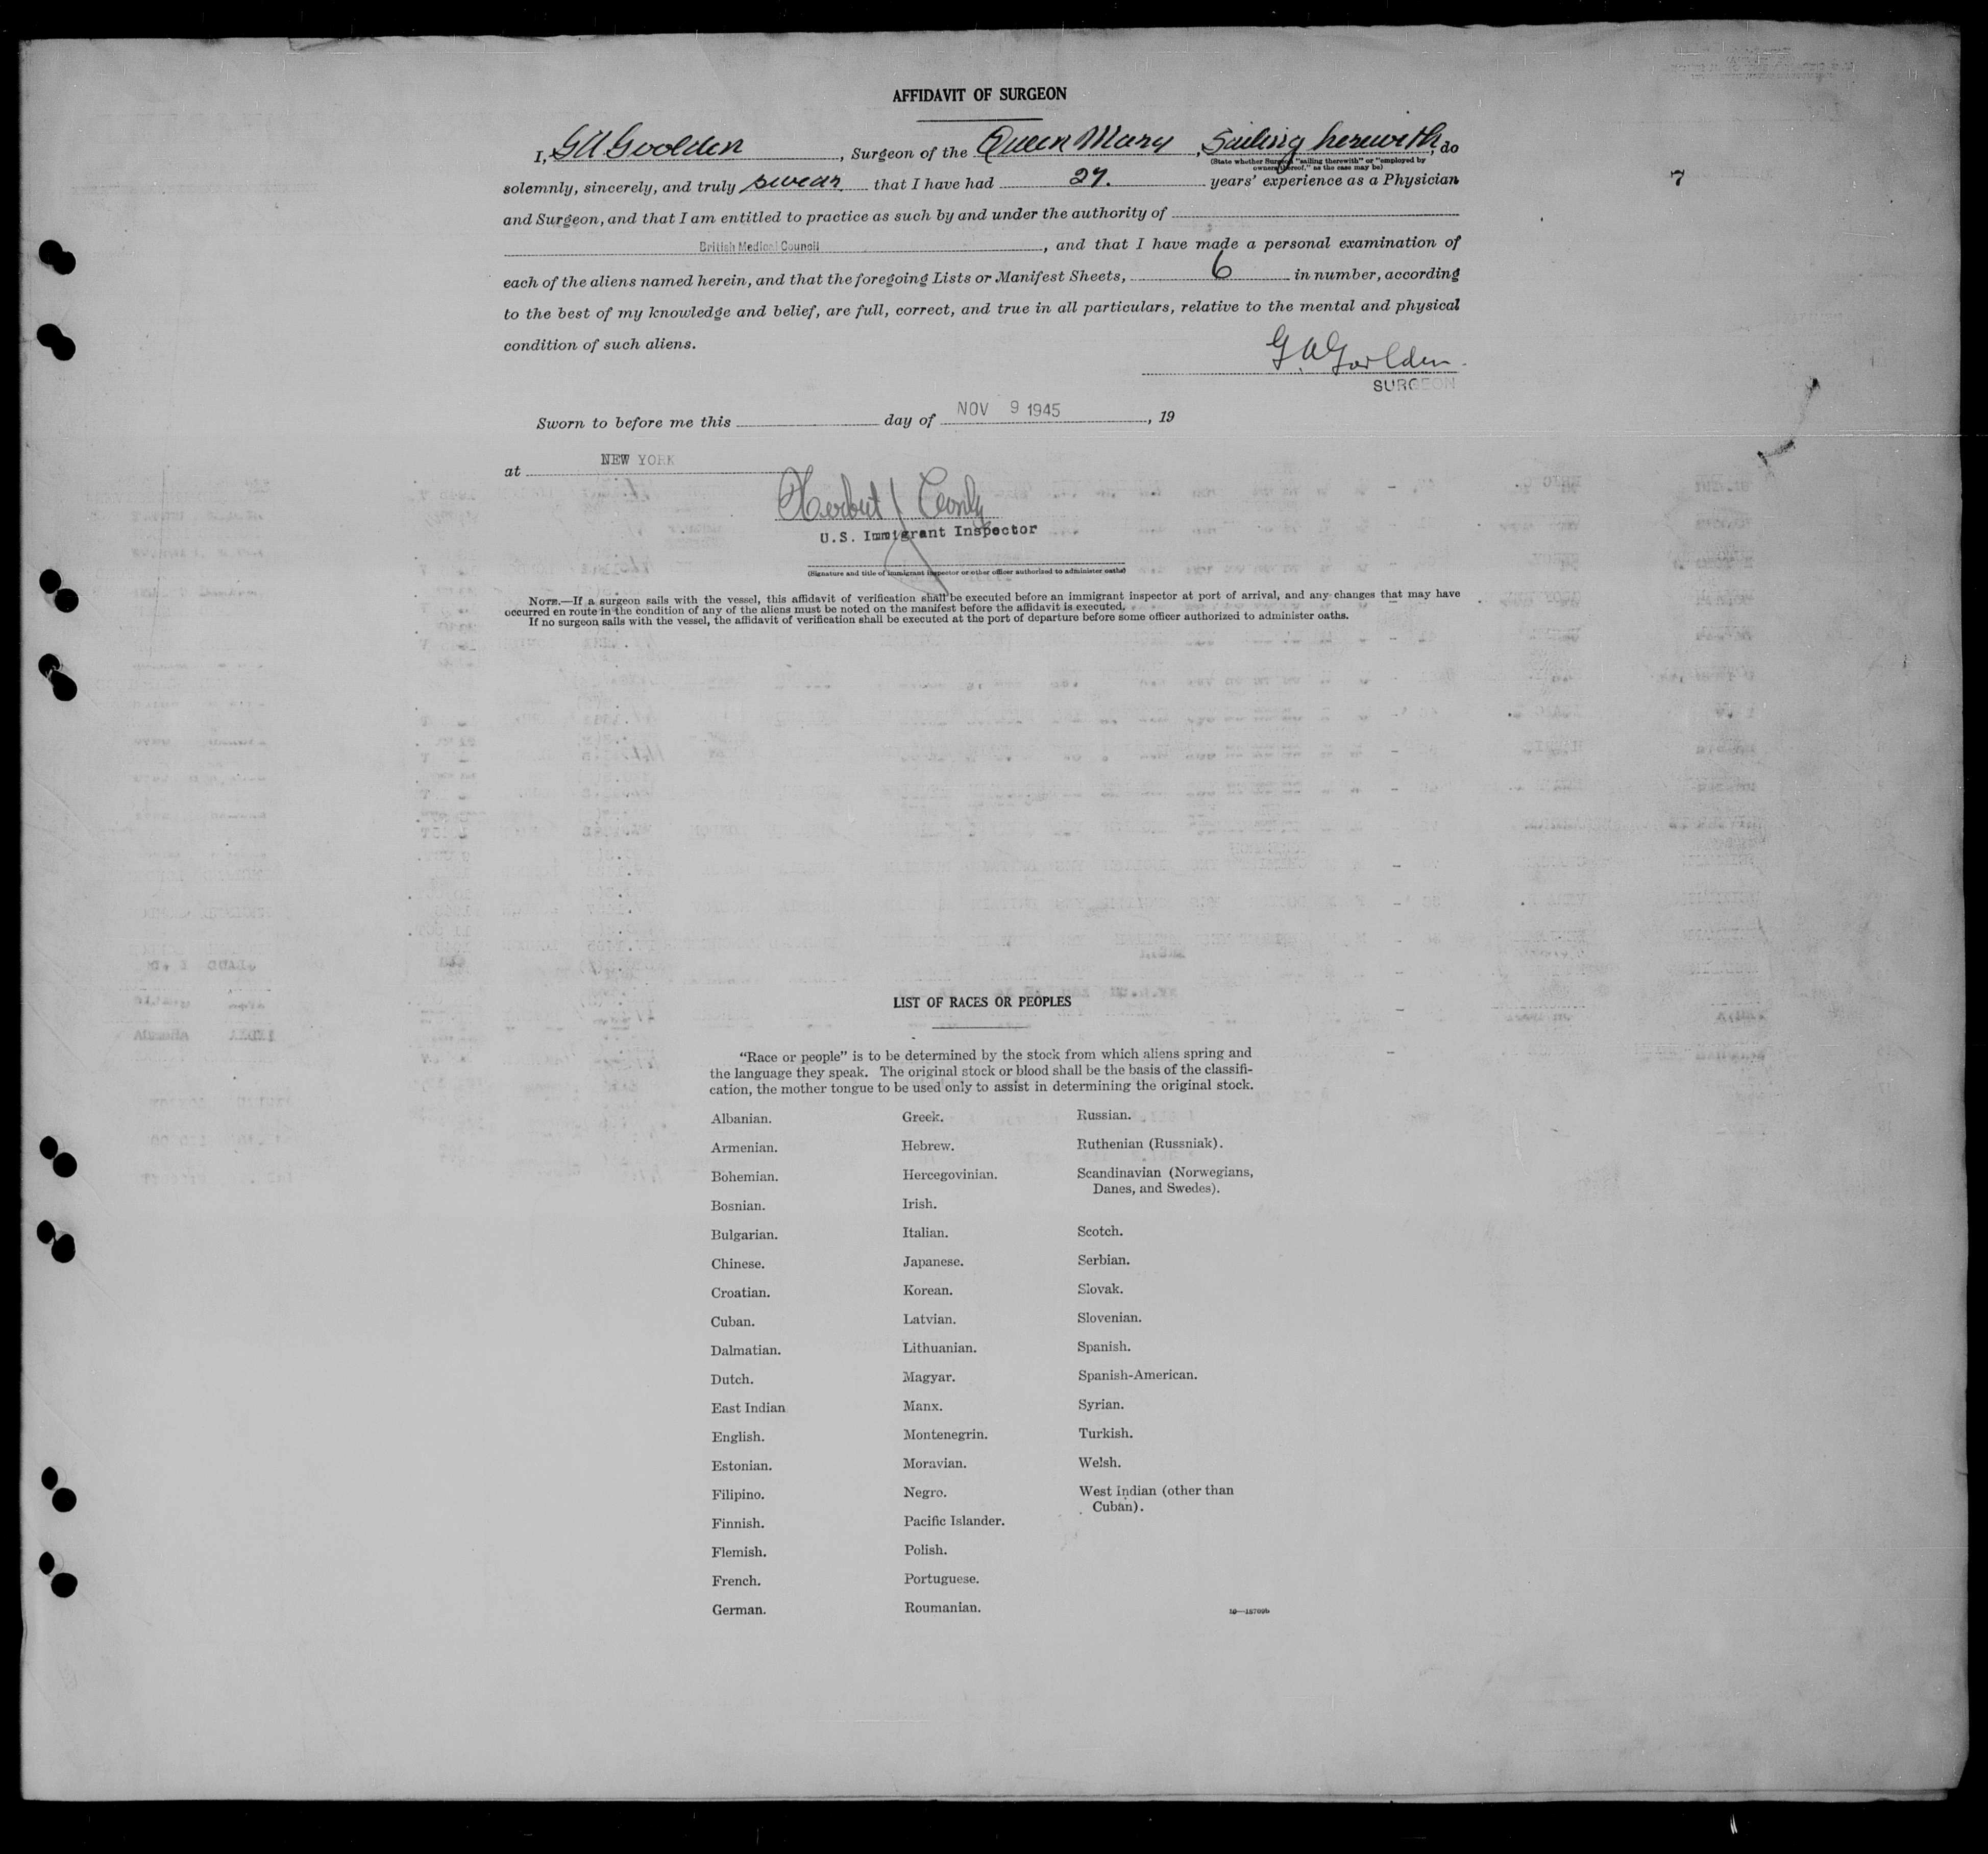 AFFIDAVIT OF SURGEON
I, G A Goolden, Surgeon of the Queen Mary, Sailing herewith, do
(State whether Surgeon "sailing therewith" or "employed by
owners thereof," as the case may be)
solemnly, sincerely, and truly swear that I have had 27. years' experience as a Physician
7
and Surgeon, and that I am entitled to practice as such by and under the authority of
British Medical Council, and that I have made a personal examination of
each of the aliens named herein, and that the foregoing Lists or Manifest Sheets, 6 in number, according
to the best of my knowledge and belief, are full, correct, and true in all particulars, relative to the mental and physical
condition of such aliens.
G. A Goolden.
SURGEON
Sworn to before me this day of NOV 9 1945, 19
at NEW YORK
Herbert J
U.S. Immigrant Inspector
(Signature and title of immigrant inspector or other officer authorized to administer oaths)
NOTE.—If a surgeon sails with the vessel, this affidavit of verification shall be executed before an immigrant inspector at port of arrival, and any changes that may have
occurred en route in the condition of any of the aliens must be noted on the manifest before the affidavit is executed.
If no surgeon sails with the vessel, the affidavit of verification shall be executed at the port of departure before some officer authorized to administer oaths.
LIST OF RACES OR PEOPLES
"Race or people" is to be determined by the stock from which aliens spring and
the language they speak. The original stock or blood shall be the basis of the classifi-
cation, the mother tongue to be used only to assist in determining the original stock.
Albanian.
Armenian.
Bohemian.
Bosnian.
Bulgarian.
Chinese.
Croatian.
Cuban.
Dalmatian.
Dutch.
East Indian
English.
Estonian.
Filipino.
Finnish.
Flemish.
French.
German.
Greek.
Hebrew.
Hercegovinian.
Irish.
Italian.
Japanese.
Korean.
Latvian.
Lithuanian.
Magyar.
Manx.
Montenegrin.
Moravian.
Negro.
Pacific Islander.
Polish.
Portuguese.
Roumanian.
Russian.
Ruthenian (Russniak).
Scandinavian (Norwegians,
Danes, and Swedes).
Scotch.
Serbian.
Slovak.
Slovenian.
Spanish.
Spanish-American.
Syrian.
Turkish.
Welsh.
West Indian (other than
Cuban).